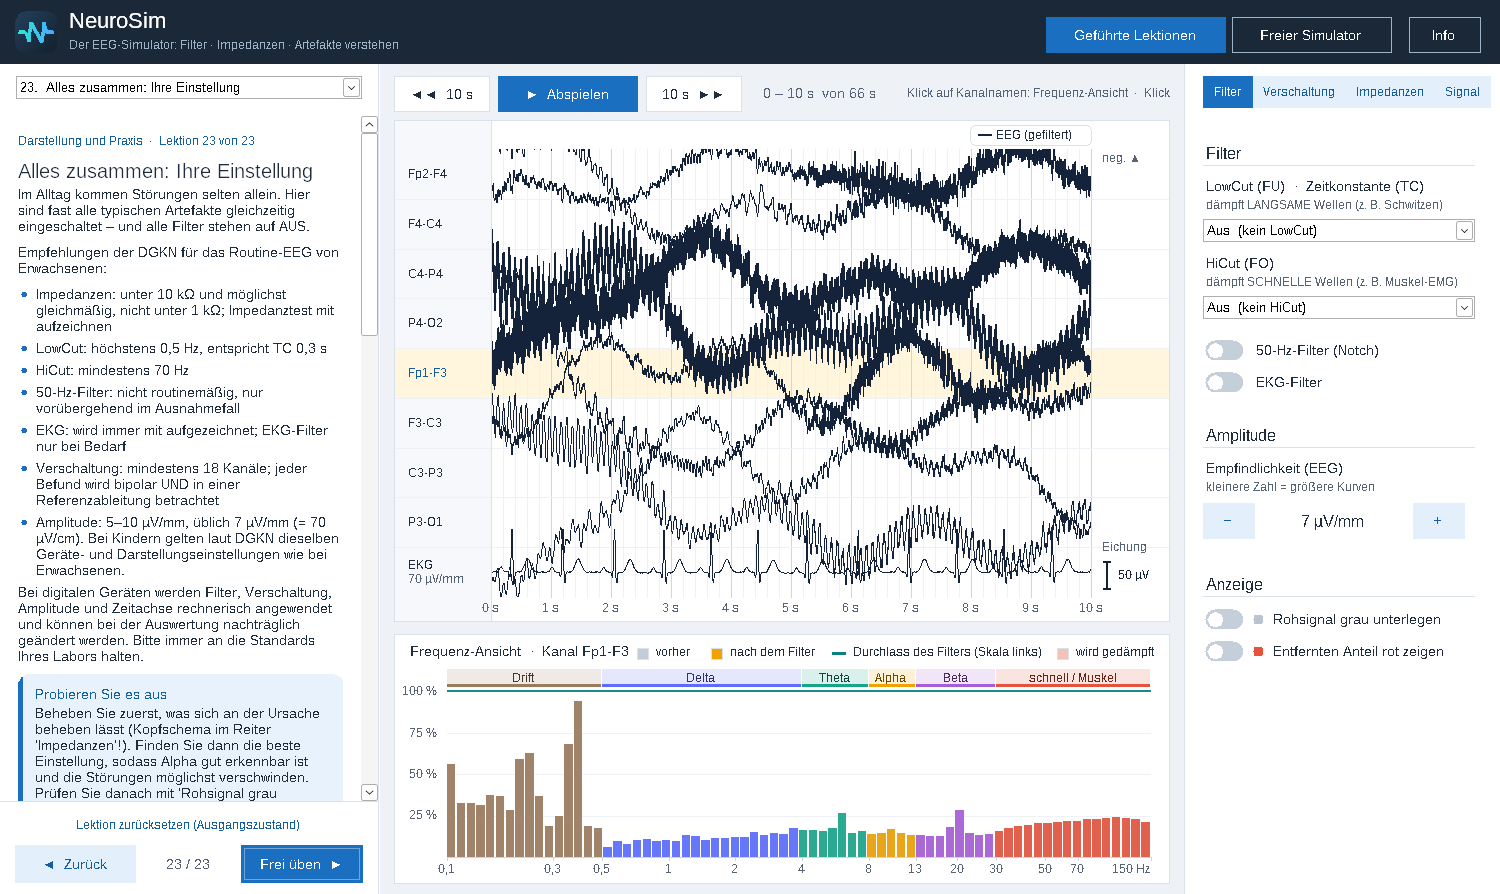 NeuroSim
Der EEG-Simulator: Filter · Impedanzen · Artefakte verstehen
Geführte Lektionen
Freier Simulator
Info
23. Alles zusammen: Ihre Einstellung
Darstellung und Praxis · Lektion 23 von 23
Alles zusammen: Ihre Einstellung
Im Alltag kommen Störungen selten allein. Hier
sind fast alle typischen Artefakte gleichzeitig
eingeschaltet – und alle Filter stehen auf AUS.
Empfehlungen der DGKN für das Routine-EEG von
Erwachsenen:
• Impedanzen: unter 10 kΩ und möglichst
gleichmäßig, nicht unter 1 kΩ; Impedanztest mit
aufzeichnen
• LowCut: höchstens 0,5 Hz, entspricht TC 0,3 s
• HiCut: mindestens 70 Hz
• 50-Hz-Filter: nicht routinemäßig, nur
vorübergehend im Ausnahmefall
• EKG: wird immer mit aufgezeichnet; EKG-Filter
nur bei Bedarf
• Verschaltung: mindestens 18 Kanäle; jeder
Befund wird bipolar UND in einer
Referenzableitung betrachtet
• Amplitude: 5–10 µV/mm, üblich 7 µV/mm (= 70
µV/cm). Bei Kindern gelten laut DGKN dieselben
Geräte- und Darstellungseinstellungen wie bei
Erwachsenen.
Bei digitalen Geräten werden Filter, Verschaltung,
Amplitude und Zeitachse rechnerisch angewendet
und können bei der Auswertung nachträglich
geändert werden. Bitte immer an die Standards
Ihres Labors halten.
Probieren Sie es aus
Beheben Sie zuerst, was sich an der Ursache
beheben lässt (Kopfschema im Reiter
'Impedanzen'!). Finden Sie dann die beste
Einstellung, sodass Alpha gut erkennbar ist
und die Störungen möglichst verschwinden.
Prüfen Sie danach mit 'Rohsignal grau
Lektion zurücksetzen (Ausgangszustand)
◄ Zurück
23 / 23
Frei üben ►
◄◄ 10 s
► Abspielen
10 s ►►
0 – 10 s von 66 s
Klick auf Kanalnamen: Frequenz-Ansicht · Klick
EEG (gefiltert)
neg. ▲
Fp2-F4
F4-C4
C4-P4
P4-O2
Fp1-F3
F3-C3
C3-P3
P3-O1
EKG
70 µV/mm
Eichung
50 µV
0 s 1 s 2 s 3 s 4 s 5 s 6 s 7 s 8 s 9 s 10 s
Frequenz-Ansicht · Kanal Fp1-F3
vorher
nach dem Filter
Durchlass des Filters (Skala links)
wird gedämpft
Drift Delta Theta Alpha Beta schnell / Muskel
100 %
75 %
50 %
25 %
0,1 0,3 0,5 1 2 4 8 13 20 30 50 70 150 Hz
Filter
Verschaltung
Impedanzen
Signal
Filter
LowCut (FU) · Zeitkonstante (TC)
dämpft LANGSAME Wellen (z. B. Schwitzen)
Aus (kein LowCut)
HiCut (FO)
dämpft SCHNELLE Wellen (z. B. Muskel-EMG)
Aus (kein HiCut)
50-Hz-Filter (Notch)
EKG-Filter
Amplitude
Empfindlichkeit (EEG)
kleinere Zahl = größere Kurven
− 7 µV/mm +
Anzeige
Rohsignal grau unterlegen
Entfernten Anteil rot zeigen